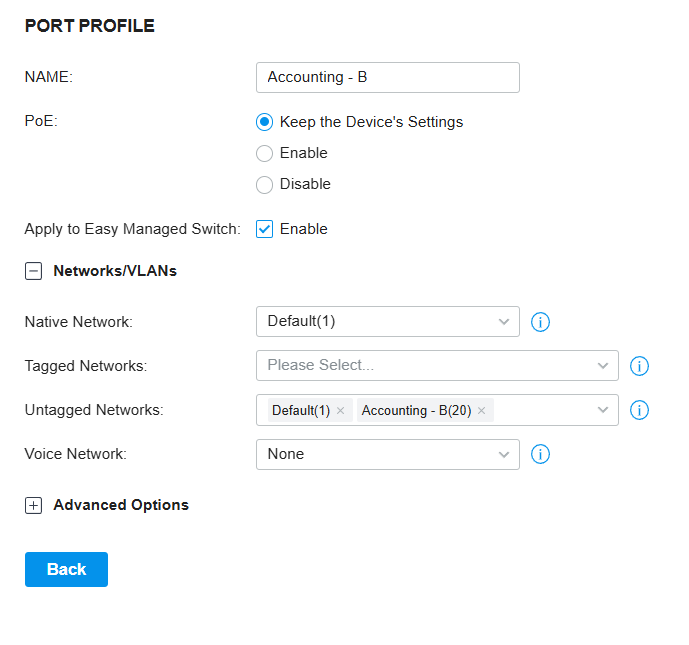 PORT PROFILE
NAME: Accounting - B
PoE: Keep the Device's Settings
Enable
Disable
Apply to Easy Managed Switch: Enable
Networks/VLANs
Native Network: Default(1)
Tagged Networks: Please Select...
Untagged Networks: Default(1) × Accounting - B(20) ×
Voice Network: None
Advanced Options
Back